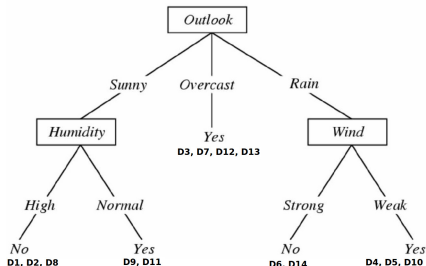 Outlook
Sunny Overcast Rain
Humidity Yes Wind
D3, D7, D12, D13
High Normal Strong Weak
No Yes No Yes
D1, D2, D8 D9, D11 D6, D14 D4, D5, D10